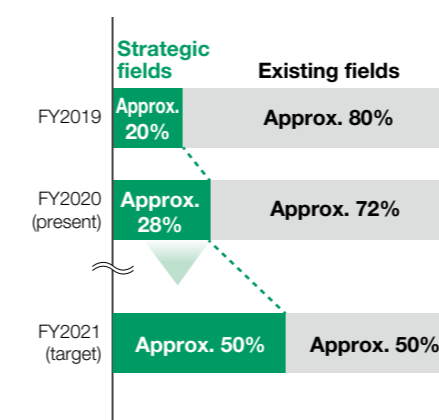 Strategic
fields
Existing fields
FY2019
Approx.
20%
Approx. 80%
FY2020
(present)
Approx.
28%
Approx. 72%
FY2021
(target)
Approx. 50%
Approx. 50%